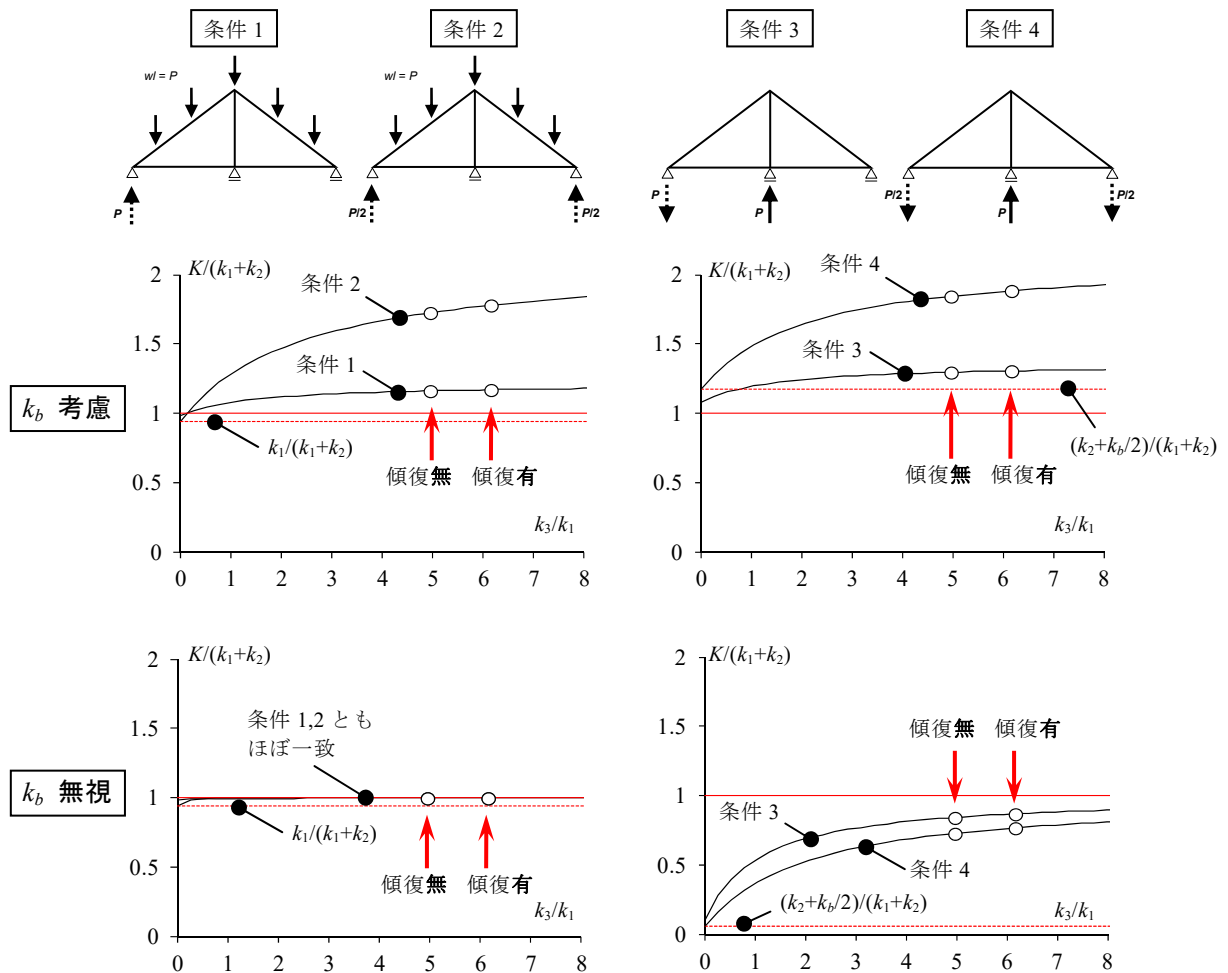 条件 1
条件 2
条件 3
条件 4
wl = P
wl = P
P
P/2
P/2
P
P
P/2
P
P/2
k_b 考慮
K/(k₁+k₂)
2
1.5
1
0.5
0
条件 2
条件 1
k₁/(k₁+k₂)
傾復無
傾復有
k₃/k₁
0 1 2 3 4 5 6 7 8
K/(k₁+k₂)
2
1.5
1
0.5
0
条件 4
条件 3
(k₂+k_b/2)/(k₁+k₂)
傾復無
傾復有
k₃/k₁
0 1 2 3 4 5 6 7 8
k_b 無視
K/(k₁+k₂)
2
1.5
1
0.5
0
条件 1,2 とも
ほぼ一致
k₁/(k₁+k₂)
傾復無
傾復有
k₃/k₁
0 1 2 3 4 5 6 7 8
K/(k₁+k₂)
2
1.5
1
0.5
0
傾復無
傾復有
条件 3
条件 4
(k₂+k_b/2)/(k₁+k₂)
k₃/k₁
0 1 2 3 4 5 6 7 8